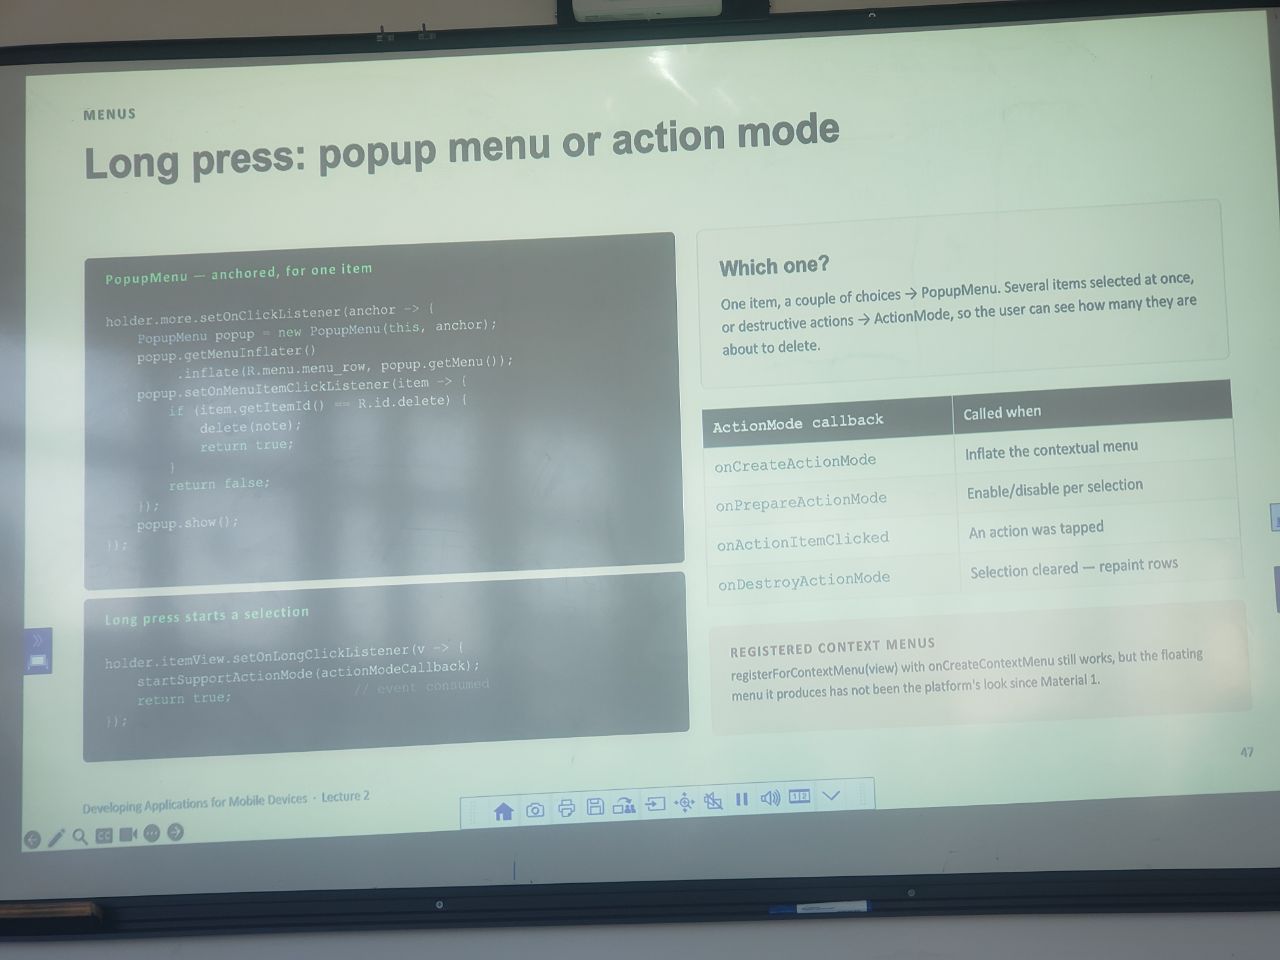 MENUS
Long press: popup menu or action mode
PopupMenu — anchored, for one item
holder.more.setOnClickListener(anchor -> {
    PopupMenu popup = new PopupMenu(this, anchor);
    popup.getMenuInflater()
         .inflate(R.menu.menu_row, popup.getMenu());
    popup.setOnMenuItemClickListener(item -> {
        if (item.getItemId() == R.id.delete) {
            delete(note);
            return true;
        }
        return false;
    });
    popup.show();
});
Long press starts a selection
holder.itemView.setOnLongClickListener(v -> {
    startSupportActionMode(actionModeCallback);
    return true;                // event consumed
});
Which one?
One item, a couple of choices → PopupMenu. Several items selected at once,
or destructive actions → ActionMode, so the user can see how many they are
about to delete.
ActionMode callback Called when
onCreateActionMode Inflate the contextual menu
onPrepareActionMode Enable/disable per selection
onActionItemClicked An action was tapped
onDestroyActionMode Selection cleared — repaint rows
REGISTERED CONTEXT MENUS
registerForContextMenu(view) with onCreateContextMenu still works, but the floating
menu it produces has not been the platform's look since Material 1.
47
Developing Applications for Mobile Devices · Lecture 2
CC